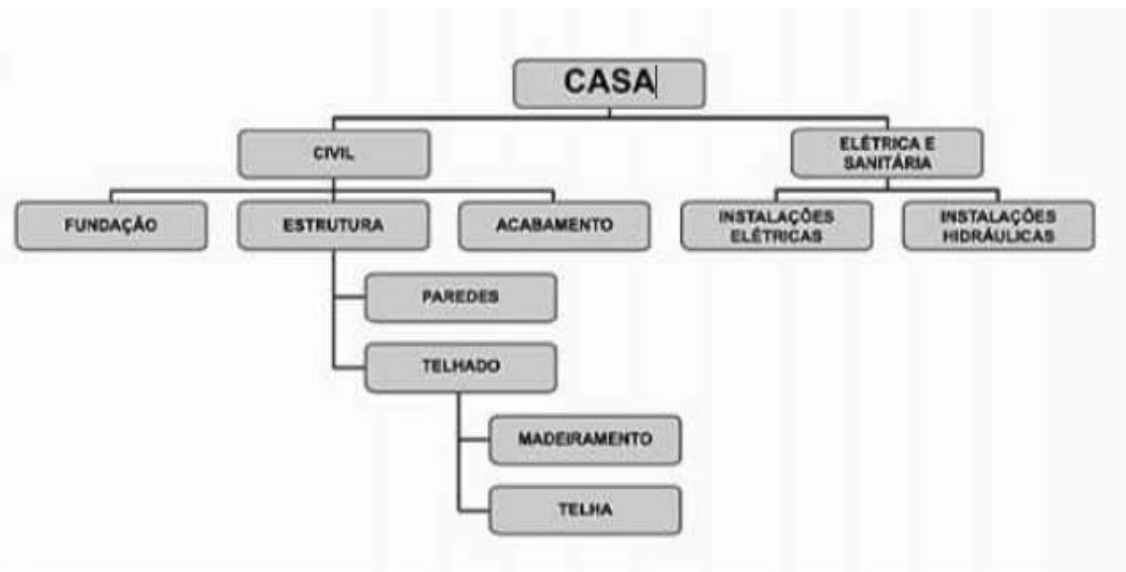 CASA
CIVIL
ELÉTRICA E
SANITÁRIA
FUNDAÇÃO
ESTRUTURA
ACABAMENTO
INSTALAÇÕES
ELÉTRICAS
INSTALAÇÕES
HIDRÁULICAS
PAREDES
TELHADO
MADEIRAMENTO
TELHA